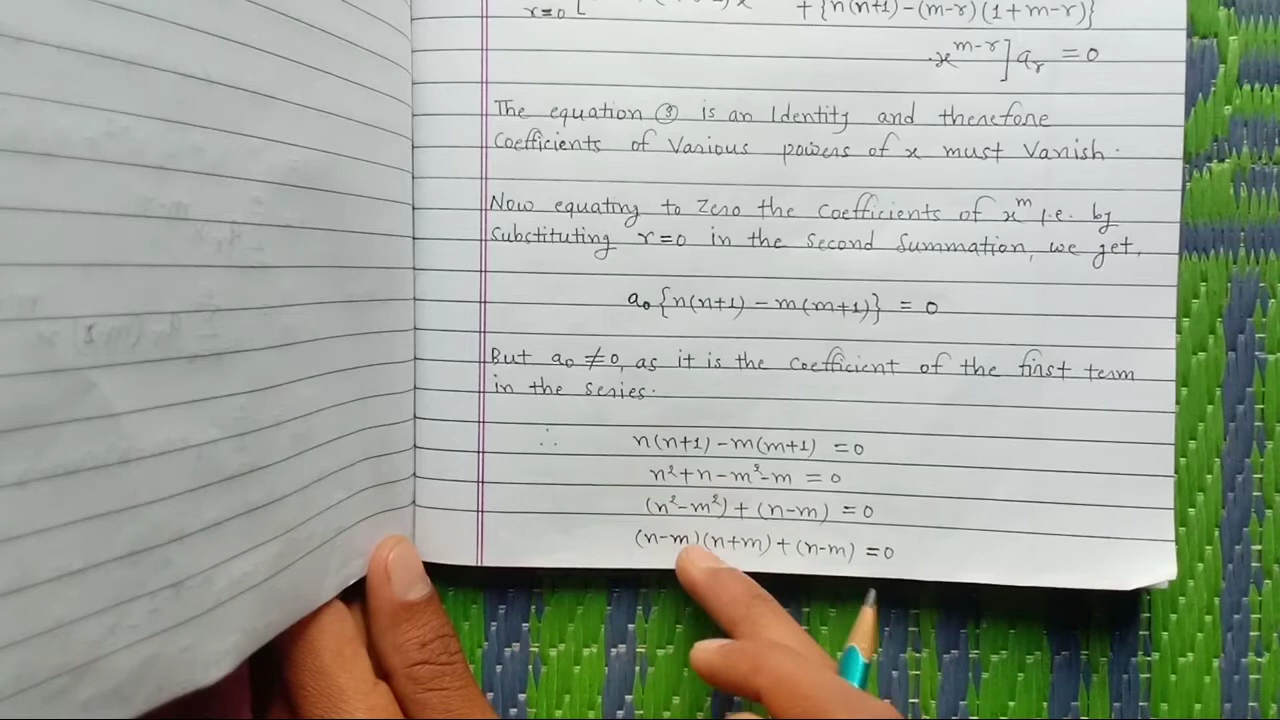 r=0 [ x + {n(n+1)-(m-r)(1+m-r)}
.x^{m-r}] a_r = 0
The equation ③ is an Identity and therefore
Coefficients of Various powers of x must Vanish.
Now equating to Zero the Coefficients of x^m i.e. by
Substituting r=0 in the Second Summation, we get,
a₀{n(n+1) - m(m+1)} = 0
But a₀ ≠ 0, as it is the Coefficient of the first term
in the series.
∴ n(n+1) - m(m+1) = 0
n²+n-m²-m = 0
(n²-m²)+(n-m) = 0
(n-m)(n+m)+(n-m) = 0